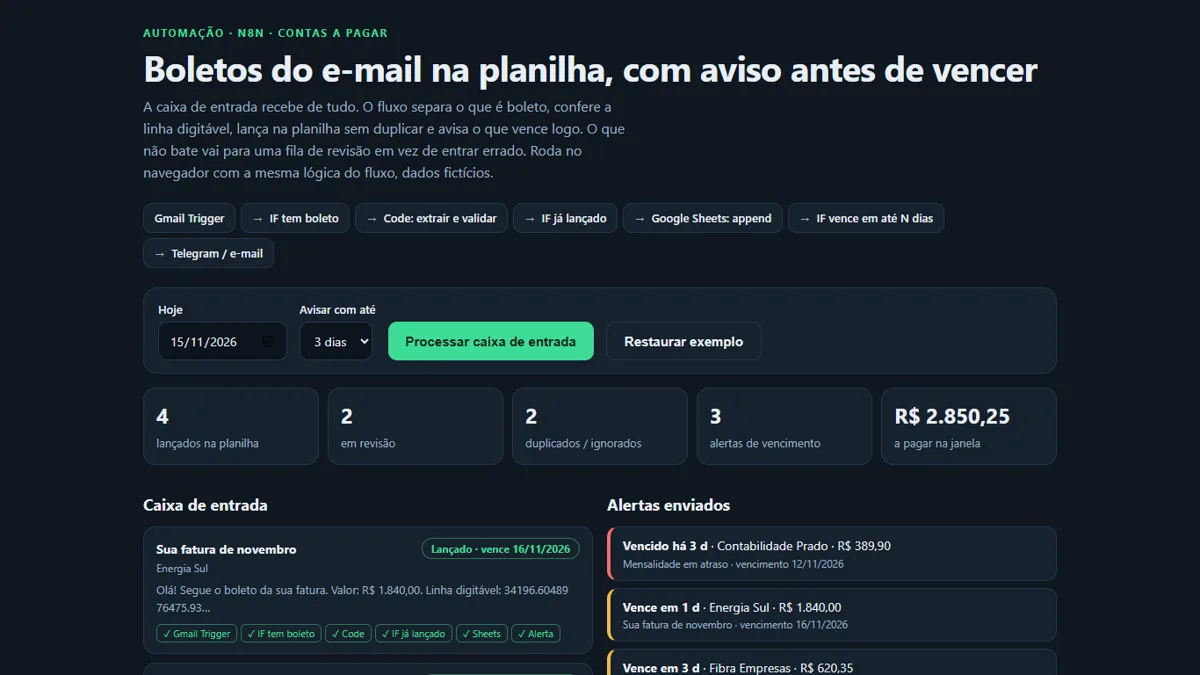 AUTOMAÇÃO · N8N · CONTAS A PAGAR
Boletos do e-mail na planilha, com aviso antes de vencer
A caixa de entrada recebe de tudo. O fluxo separa o que é boleto, confere a
linha digitável, lança na planilha sem duplicar e avisa o que vence logo. O que
não bate vai para uma fila de revisão em vez de entrar errado. Roda no
navegador com a mesma lógica do fluxo, dados fictícios.
Gmail Trigger → IF tem boleto → Code: extrair e validar → IF já lançado → Google Sheets: append → IF vence em até N dias
→ Telegram / e-mail
Hoje
Avisar com até
15/11/2026
3 dias
Processar caixa de entrada
Restaurar exemplo
4
lançados na planilha
2
em revisão
2
duplicados / ignorados
3
alertas de vencimento
R$ 2.850,25
a pagar na janela
Caixa de entrada
Sua fatura de novembro
Lançado · vence 16/11/2026
Energia Sul
Olá! Segue o boleto da sua fatura. Valor: R$ 1.840,00. Linha digitável: 34196.60489
76475.93...
✓ Gmail Trigger ✓ IF tem boleto ✓ Code ✓ IF já lançado ✓ Sheets ✓ Alerta
Alertas enviados
Vencido há 3 d · Contabilidade Prado · R$ 389,90
Mensalidade em atraso · vencimento 12/11/2026
Vence em 1 d · Energia Sul · R$ 1.840,00
Sua fatura de novembro · vencimento 16/11/2026
Vence em 3 d · Fibra Empresas · R$ 620,35